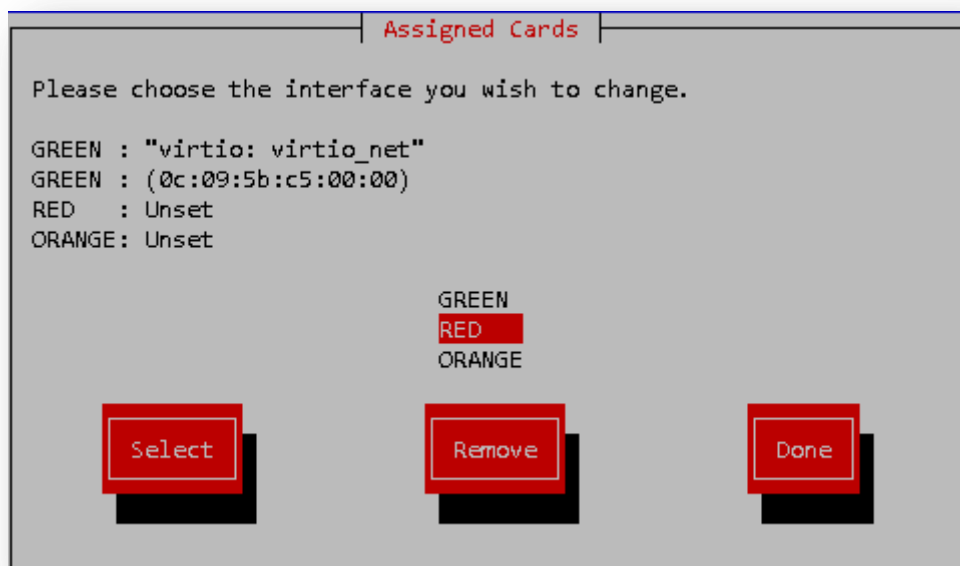 Assigned Cards
Please choose the interface you wish to change.
GREEN : "virtio: virtio_net"
GREEN : (0c:09:5b:c5:00:00)
RED   : Unset
ORANGE: Unset
GREEN
RED
ORANGE
Select Remove Done